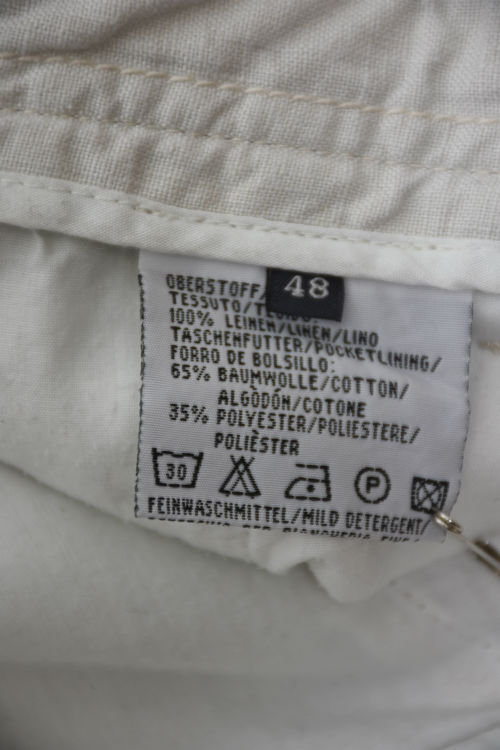 48
OBERSTOFF/
TESSUTO/
100% LEINEN/LINEN/LINO
TASCHENFUTTER/POCKETLINING/
FORRO DE BOLSILLO:
65% BAUMWOLLE/COTTON/
ALGÒDÓN/COTONE
35% POLYESTER/POLIESTERE/
POLIÈSTER
30
P
FEINWASCHMITTEL/MILD DETERGENT/